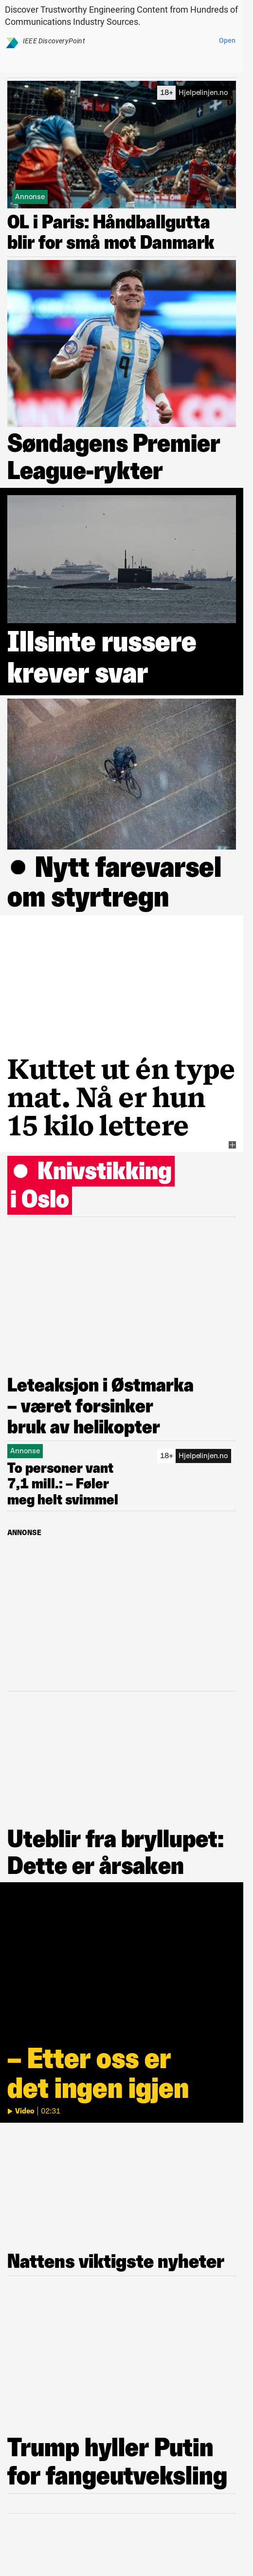 Discover Trustworthy Engineering Content from Hundreds of
Communications Industry Sources.
IEEE DiscoveryPoint
Open
18+ Hjelpelinjen.no
Annonse
OL i Paris: Håndballgutta
blir for små mot Danmark
Søndagens Premier
League-rykter
Illsinte russere
krever svar
● Nytt farevarsel
om styrtregn
Kuttet ut én type
mat. Nå er hun
15 kilo lettere
● Knivstikking
i Oslo
Leteaksjon i Østmarka
– været forsinker
bruk av helikopter
Annonse
18+ Hjelpelinjen.no
To personer vant
7,1 mill.: – Føler
meg helt svimmel
ANNONSE
Uteblir fra bryllupet:
Dette er årsaken
– Etter oss er
det ingen igjen
Video | 02:31
Nattens viktigste nyheter
Trump hyller Putin
for fangeutveksling